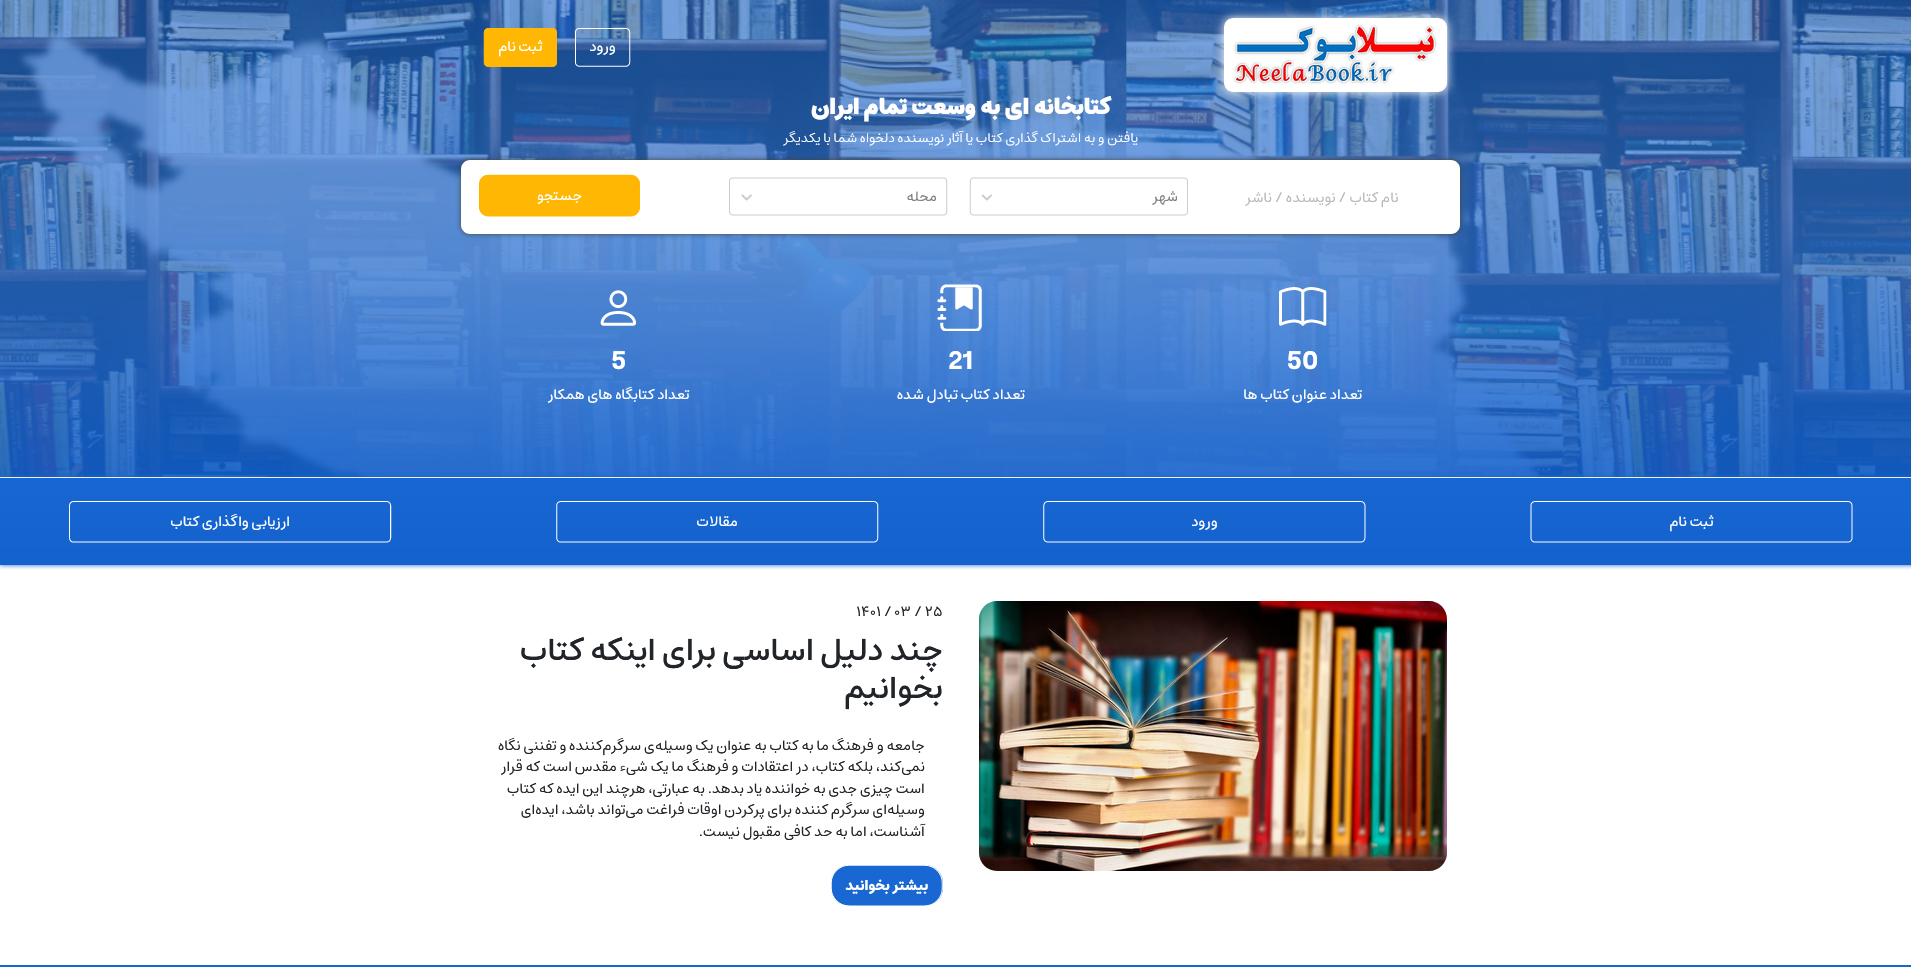 نیلابوک
NeelaBook.ir
ورود
ثبت نام
کتابخانه ای به وسعت تمام ایران
یافتن و به اشتراک گذاری کتاب یا آثار نویسنده دلخواه شما با یکدیگر
نام کتاب / نویسنده / ناشر
شهر
محله
جستجو
50
تعداد عنوان کتاب ها
21
تعداد کتاب تبادل شده
5
تعداد کتابگاه های همکار
ثبت نام
ورود
مقالات
ارزیابی واگذاری کتاب
۲۵ / ۰۳ / ۱۴۰۱
چند دلیل اساسی برای اینکه کتاب
بخوانیم
جامعه و فرهنگ ما به کتاب به عنوان یک وسیله‌ی سرگرم‌کننده و تفننی نگاه
نمی‌کند، بلکه کتاب، در اعتقادات و فرهنگ ما یک شیء مقدس است که قرار
است چیزی جدی به خواننده یاد بدهد. به عبارتی، هرچند این ایده که کتاب
وسیله‌ای سرگرم کننده برای پرکردن اوقات فراغت می‌تواند باشد، ایده‌ای
آشناست، اما به حد کافی مقبول نیست.
بیشتر بخوانید